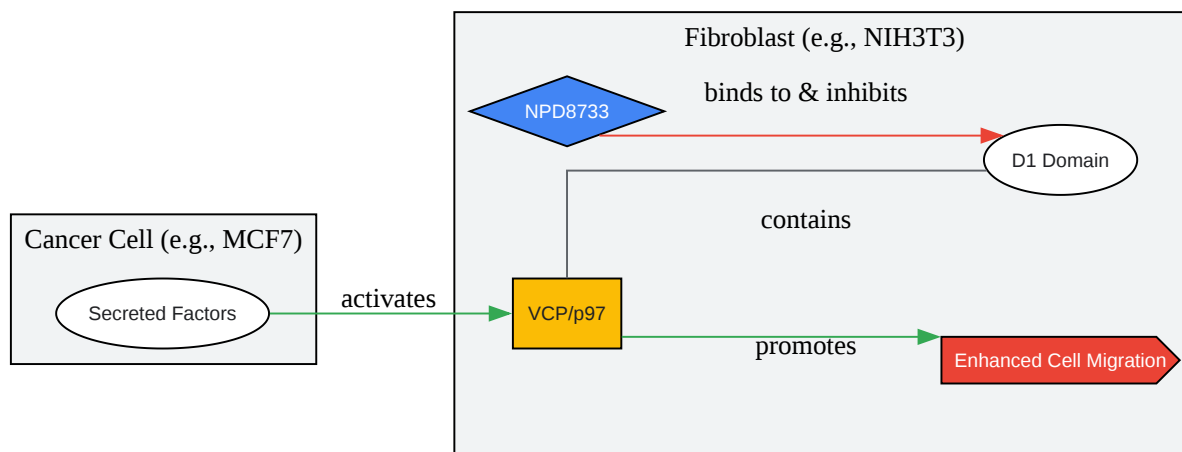 Fibroblast (e.g., NIH3T3)
NPD8733
binds to & inhibits
D1 Domain
contains
Cancer Cell (e.g., MCF7)
Secreted Factors
activates
VCP/p97
promotes
Enhanced Cell Migration